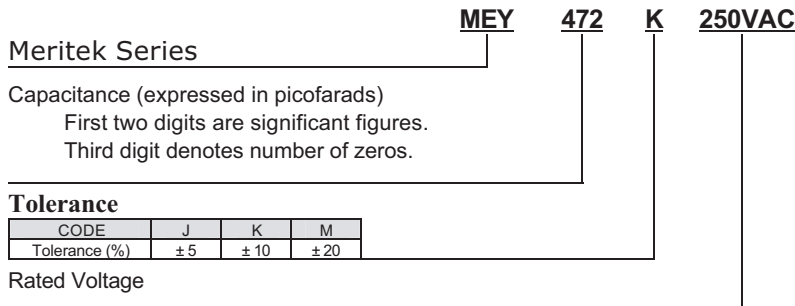 MEY 472 K 250VAC
Meritek Series
Capacitance (expressed in picofarads)
First two digits are significant figures.
Third digit denotes number of zeros.
Tolerance
CODE J K M
Tolerance (%) ± 5 ± 10 ± 20
Rated Voltage